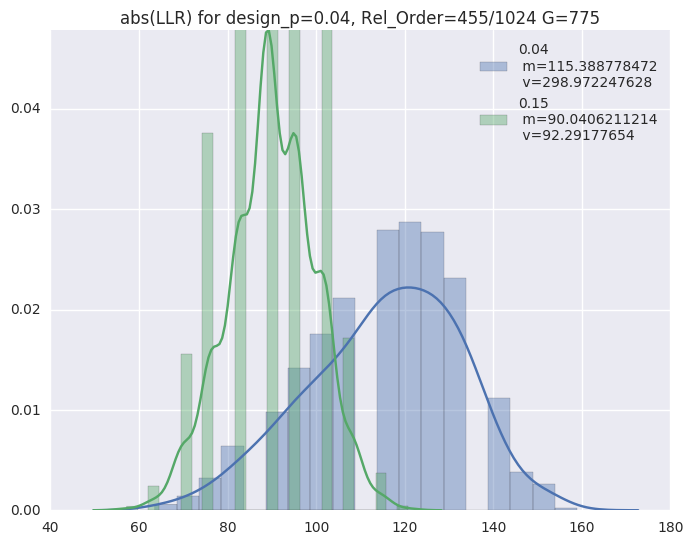 abs(LLR) for design_p=0.04, Rel_Order=455/1024 G=775
0.04
m=115.388778472
v=298.972247628
0.15
m=90.0406211214
v=92.29177654
0.04
0.03
0.02
0.01
0.00
40 60 80 100 120 140 160 180